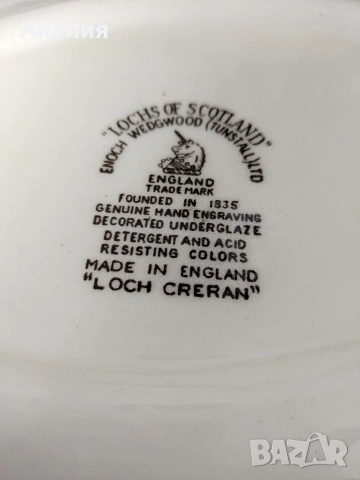 Англия
"LOCHS OF SCOTLAND"
ENOCH WEDGWOOD (TUNSTALL) LTD
ENGLAND
TRADE MARK
FOUNDED IN 1835
GENUINE HAND ENGRAVING
DECORATED UNDERGLAZE
DETERGENT AND ACID
RESISTING COLORS
MADE IN ENGLAND
"LOCH CRERAN"
BAZAR